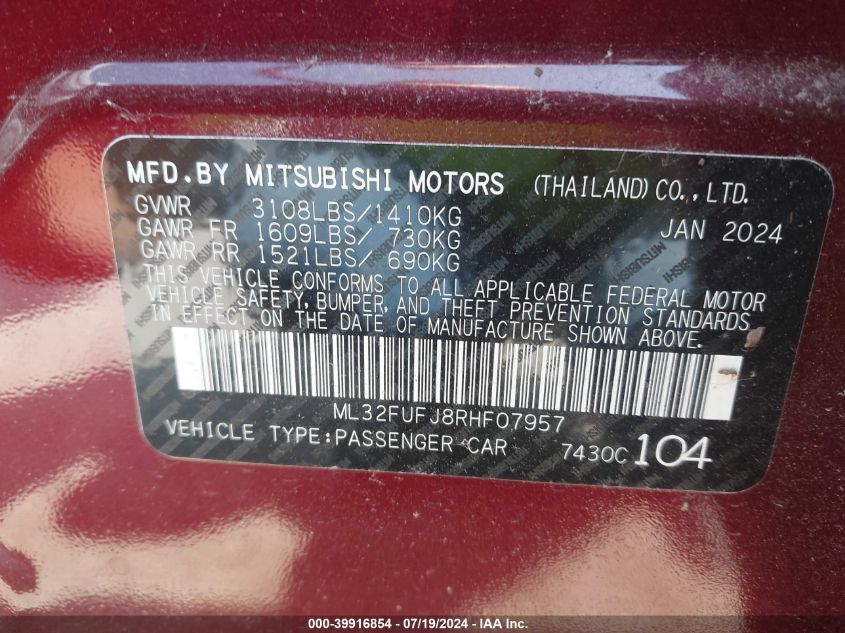 MFD.BY MITSUBISHI MOTORS (THAILAND) CO., LTD.
GVWR 3108LBS/1410KG JAN 2024
GAWR FR 1609LBS/ 730KG
GAWR RR 1521LBS/ 690KG
THIS VEHICLE CONFORMS TO ALL APPLICABLE FEDERAL MOTOR
VEHICLE SAFETY, BUMPER, AND THEFT PREVENTION STANDARDS
IN EFFECT ON THE DATE OF MANUFACTURE SHOWN ABOVE.
ML32FUFJ8RHF07957
VEHICLE TYPE:PASSENGER CAR 7430C 104
000-39916854 - 07/19/2024 - IAA Inc.